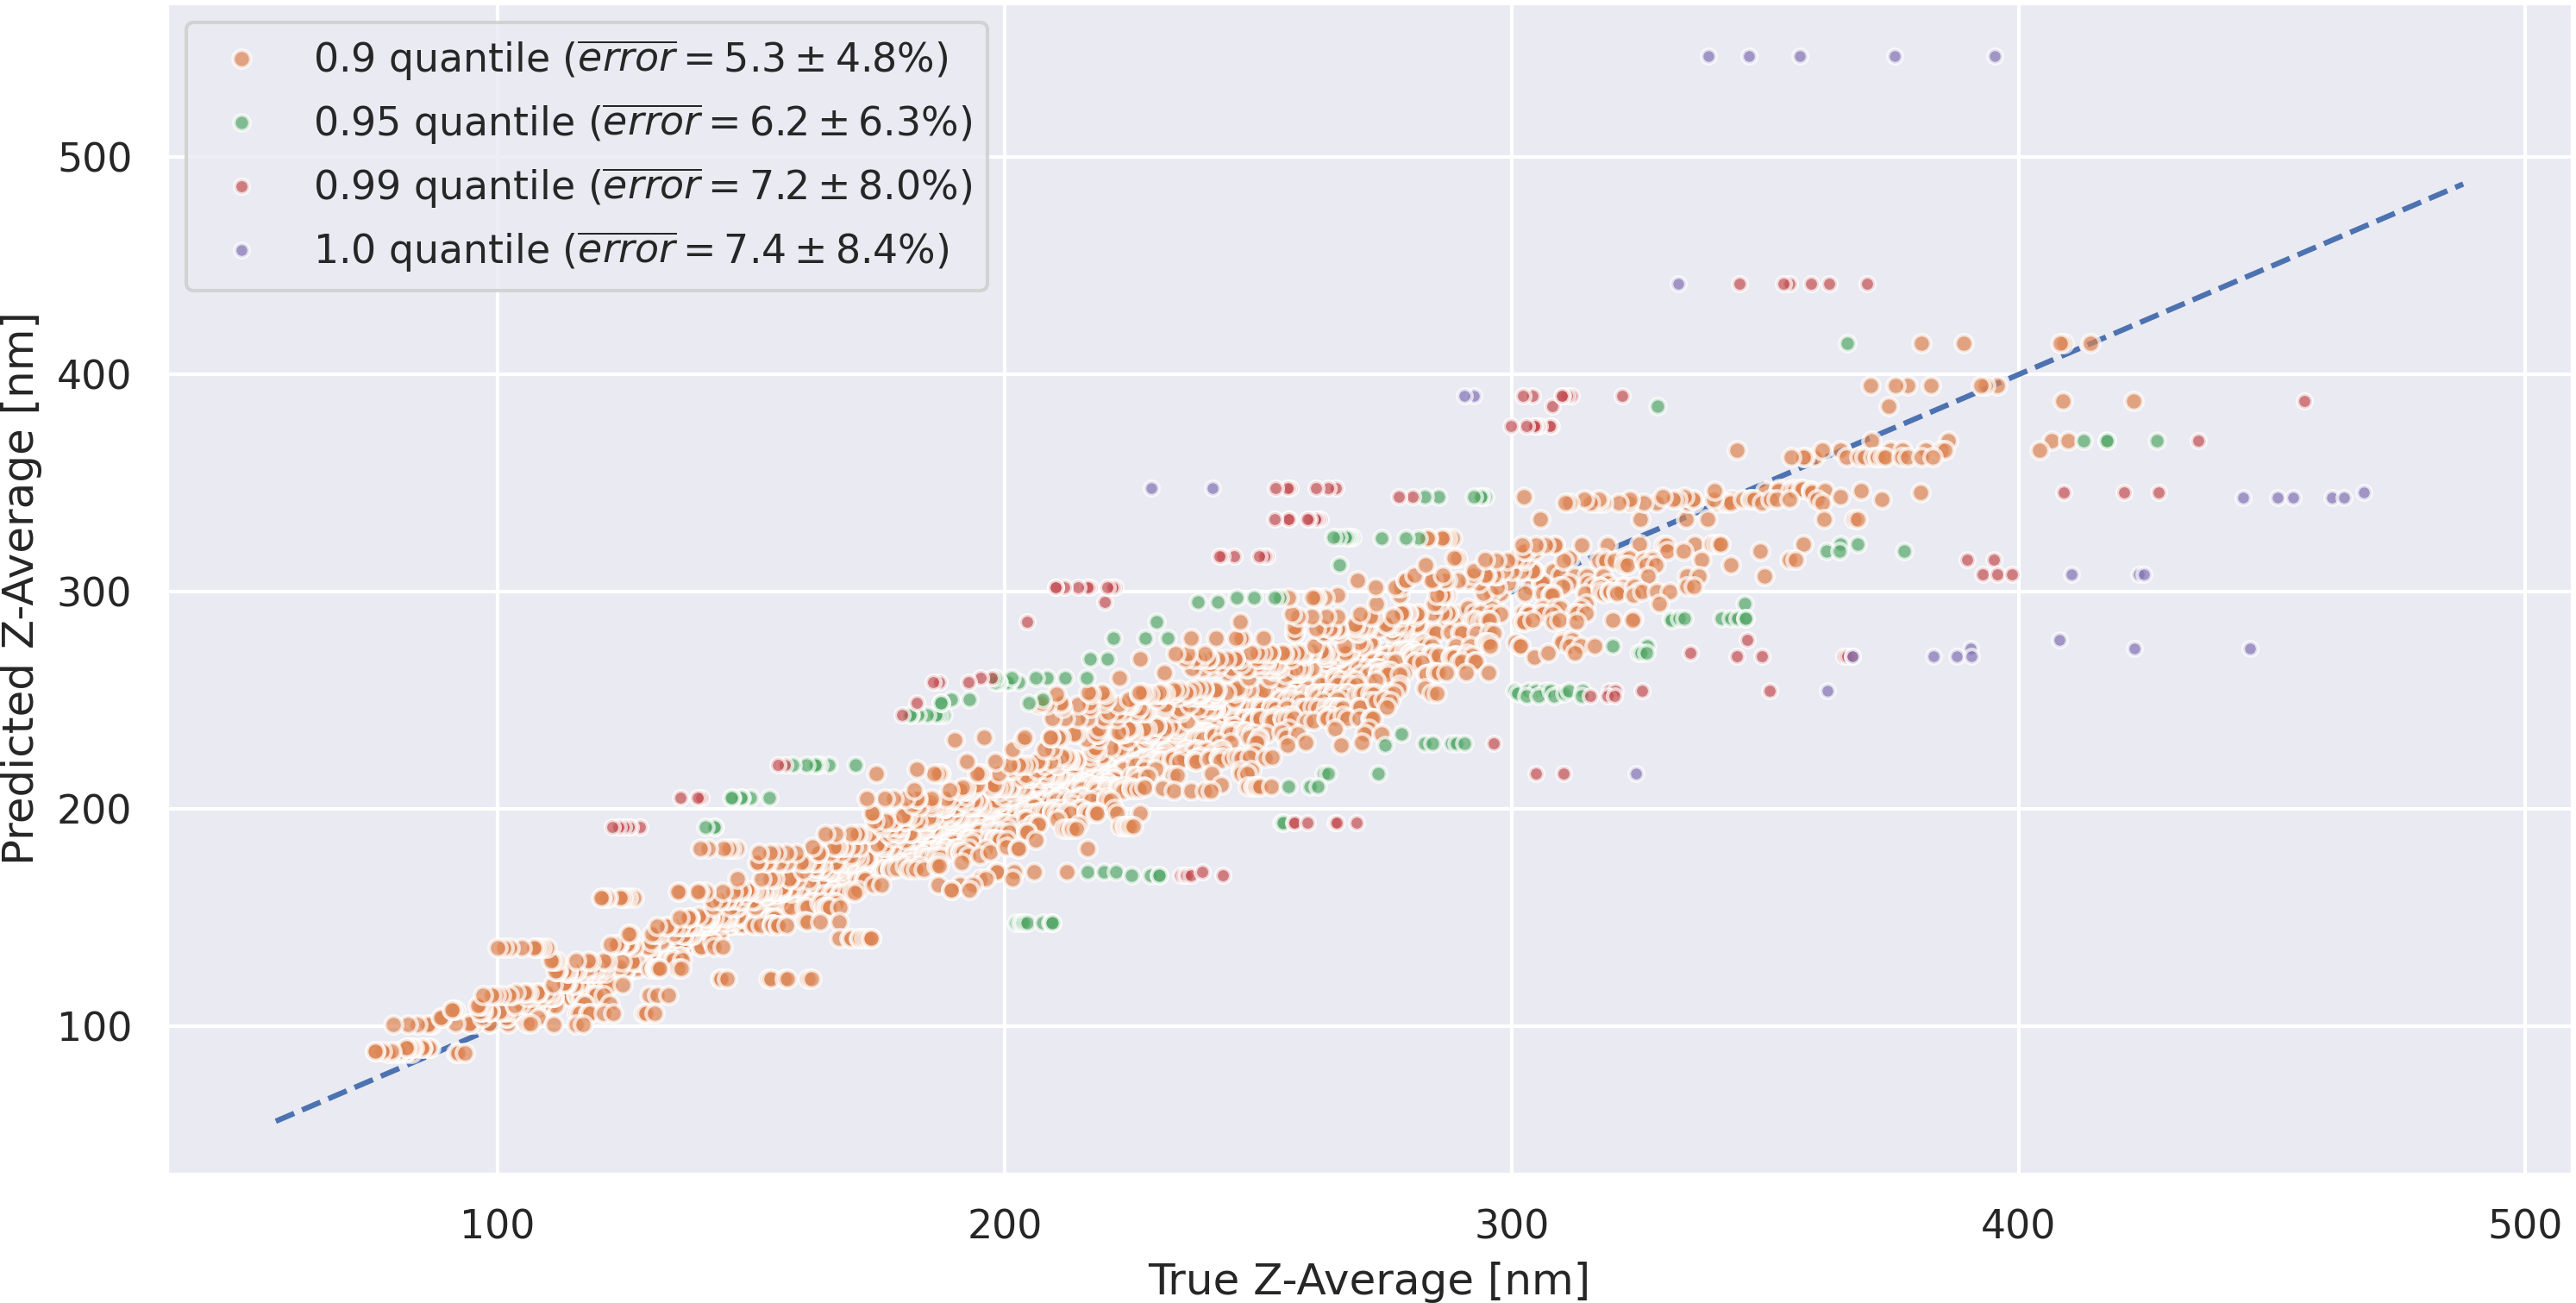 0.9 quantile (error = 5.3 ± 4.8%)
0.95 quantile (error = 6.2 ± 6.3%)
0.99 quantile (error = 7.2 ± 8.0%)
1.0 quantile (error = 7.4 ± 8.4%)
Predicted Z-Average [nm]
500
400
300
200
100
100 200 300 400 500
True Z-Average [nm]